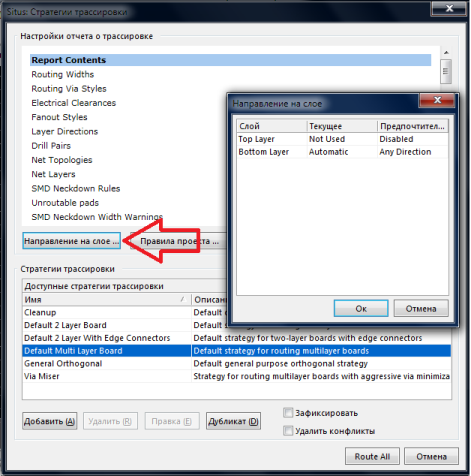 Situs: Стратегии трассировки
Настройки отчета о трассировке
Report Contents
Routing Widths
Routing Via Styles
Electrical Clearances
Fanout Styles
Layer Directions
Drill Pairs
Net Topologies
Net Layers
SMD Neckdown Rules
Unroutable pads
SMD Neckdown Width Warnings
Направление на слое ...
Правила проекта ...
Направление на слое
Слой Текущее Предпочтител...
Top Layer Not Used Disabled
Bottom Layer Automatic Any Direction
Ок Отмена
Стратегии трассировки
Доступные стратегии трассировки
Имя / Описан
Cleanup Default c
Default 2 Layer Board Default
Default 2 Layer With Edge Connectors Default strategy for two-layer boards with edge connectors
Default Multi Layer Board Default strategy for routing multilayer boards
General Orthogonal Default general purpose orthogonal strategy
Via Miser Strategy for routing multilayer boards with aggressive via minimiza
Добавить (A) Удалить (R) Правка (E) Дубликат (D)
Зафиксировать
Удалить конфликты
Route All Отмена